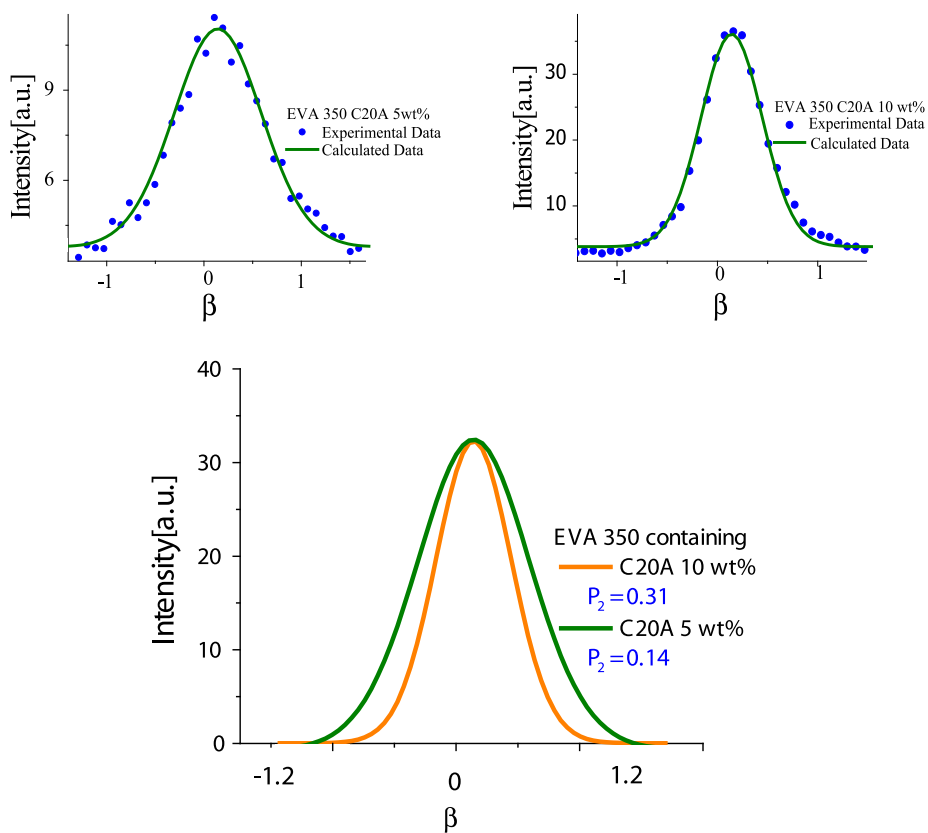 Intensity[a.u.]
9
6
EVA 350 C20A 5wt%
Experimental Data
Calculated Data
-1
0
1
β
Intensity[a.u.]
30
20
10
EVA 350 C20A 10 wt%
Experimental Data
Calculated Data
-1
0
1
β
Intensity[a.u.]
40
30
20
10
0
EVA 350 containing
C20A 10 wt%
P₂=0.31
C20A 5 wt%
P₂=0.14
-1.2
0
1.2
β